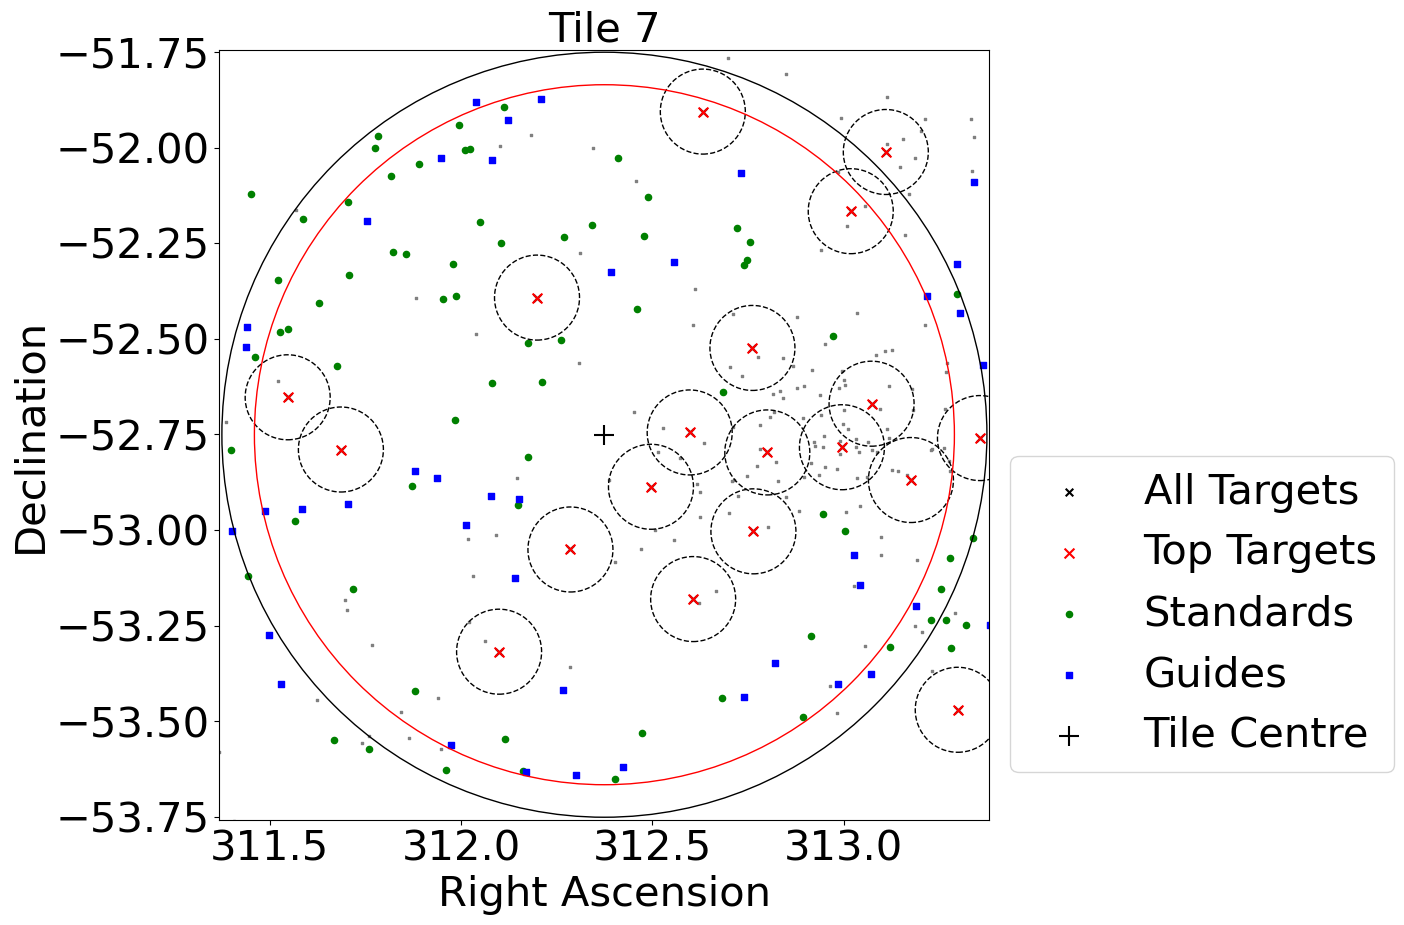 Tile 7
−51.75
−52.00
−52.25
−52.50
−52.75
−53.00
−53.25
−53.50
−53.75
Declination
311.5 312.0 312.5 313.0
Right Ascension
All Targets
Top Targets
Standards
Guides
Tile Centre